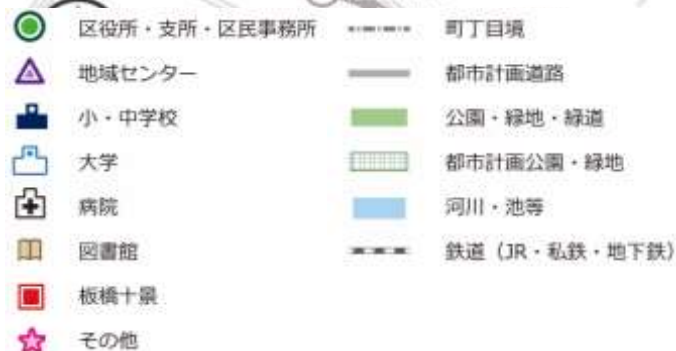 区役所・支所・区民事務所
地域センター
小・中学校
大学
病院
図書館
板橋十景
その他
町丁目境
都市計画道路
公園・緑地・緑道
都市計画公園・緑地
河川・池等
鉄道（JR・私鉄・地下鉄）